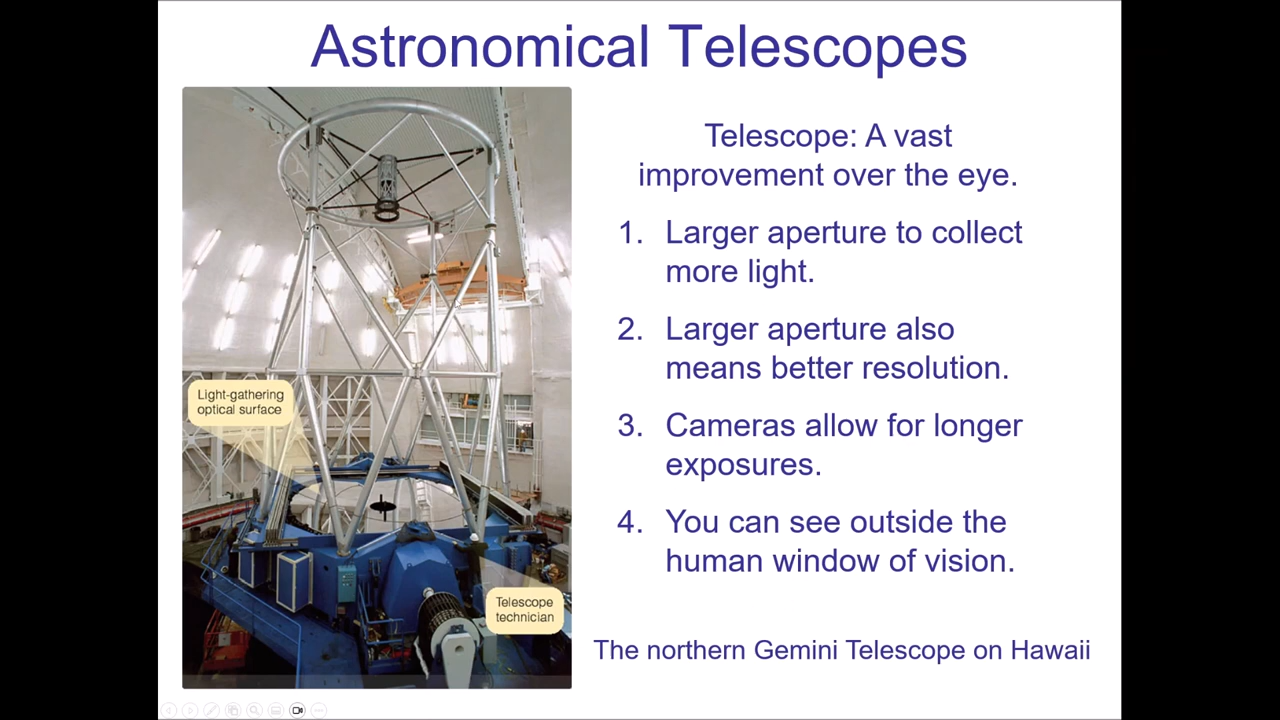 Astronomical Telescopes
Light-gathering
optical surface
Telescope
technician
Telescope: A vast
improvement over the eye.
1. Larger aperture to collect
more light.
2. Larger aperture also
means better resolution.
3. Cameras allow for longer
exposures.
4. You can see outside the
human window of vision.
The northern Gemini Telescope on Hawaii